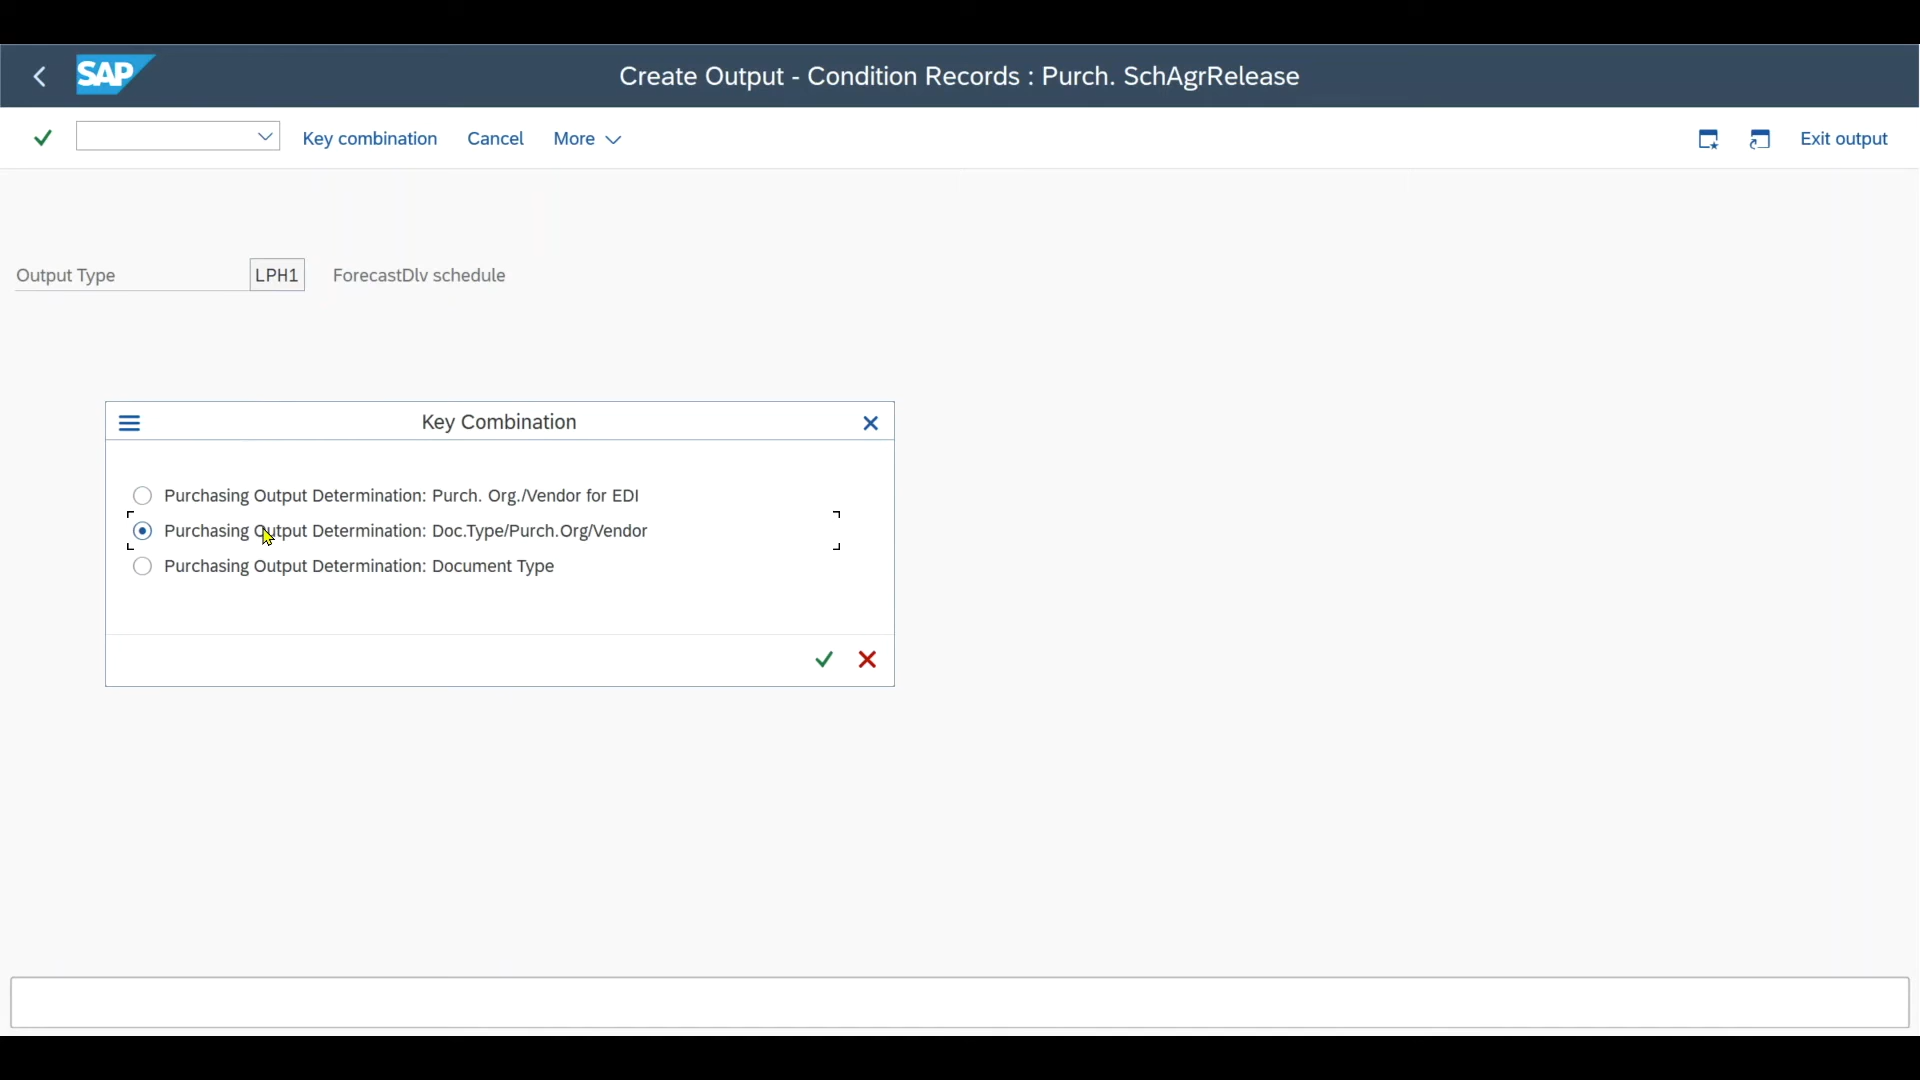 SAP
Create Output - Condition Records : Purch. SchAgrRelease
Key combination Cancel More Exit output
Output Type LPH1 ForecastDlv schedule
Key Combination
Purchasing Output Determination: Purch. Org./Vendor for EDI
Purchasing Output Determination: Doc.Type/Purch.Org/Vendor
Purchasing Output Determination: Document Type